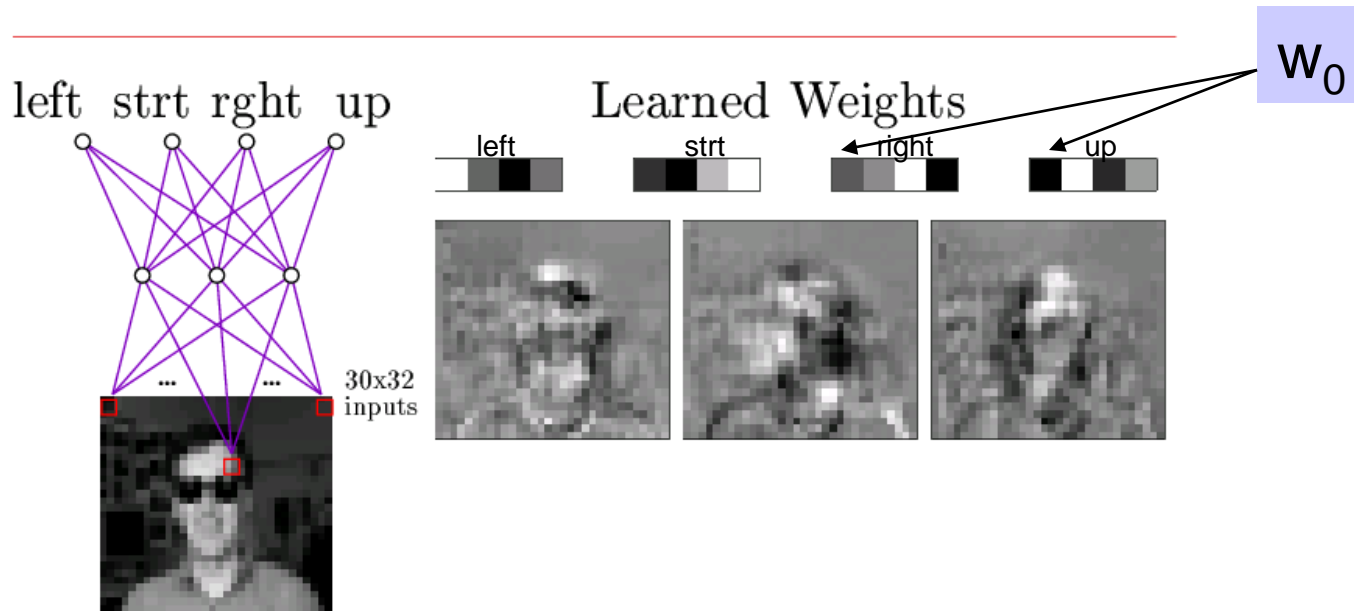 w0
left strt rght up
Learned Weights
left strt right up
... ...
30x32
inputs